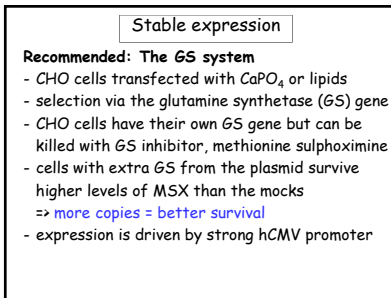 Stable expression
Recommended: The GS system
- CHO cells transfected with CaPO₄ or lipids
- selection via the glutamine synthetase (GS) gene
- CHO cells have their own GS gene but can be
killed with GS inhibitor, methionine sulphoximine
- cells with extra GS from the plasmid survive
higher levels of MSX than the mocks
=> more copies = better survival
- expression is driven by strong hCMV promoter